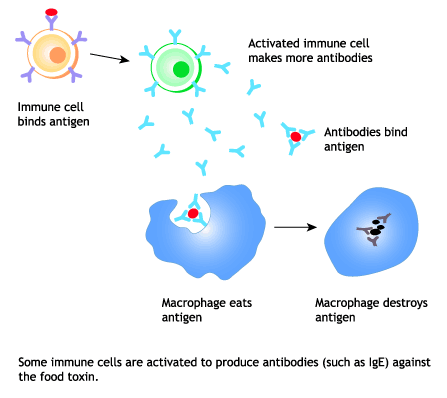 Activated immune cell
makes more antibodies
Immune cell
binds antigen
Antibodies bind
antigen
Macrophage eats
antigen
Macrophage destroys
antigen
Some immune cells are activated to produce antibodies (such as IgE) against
the food toxin.